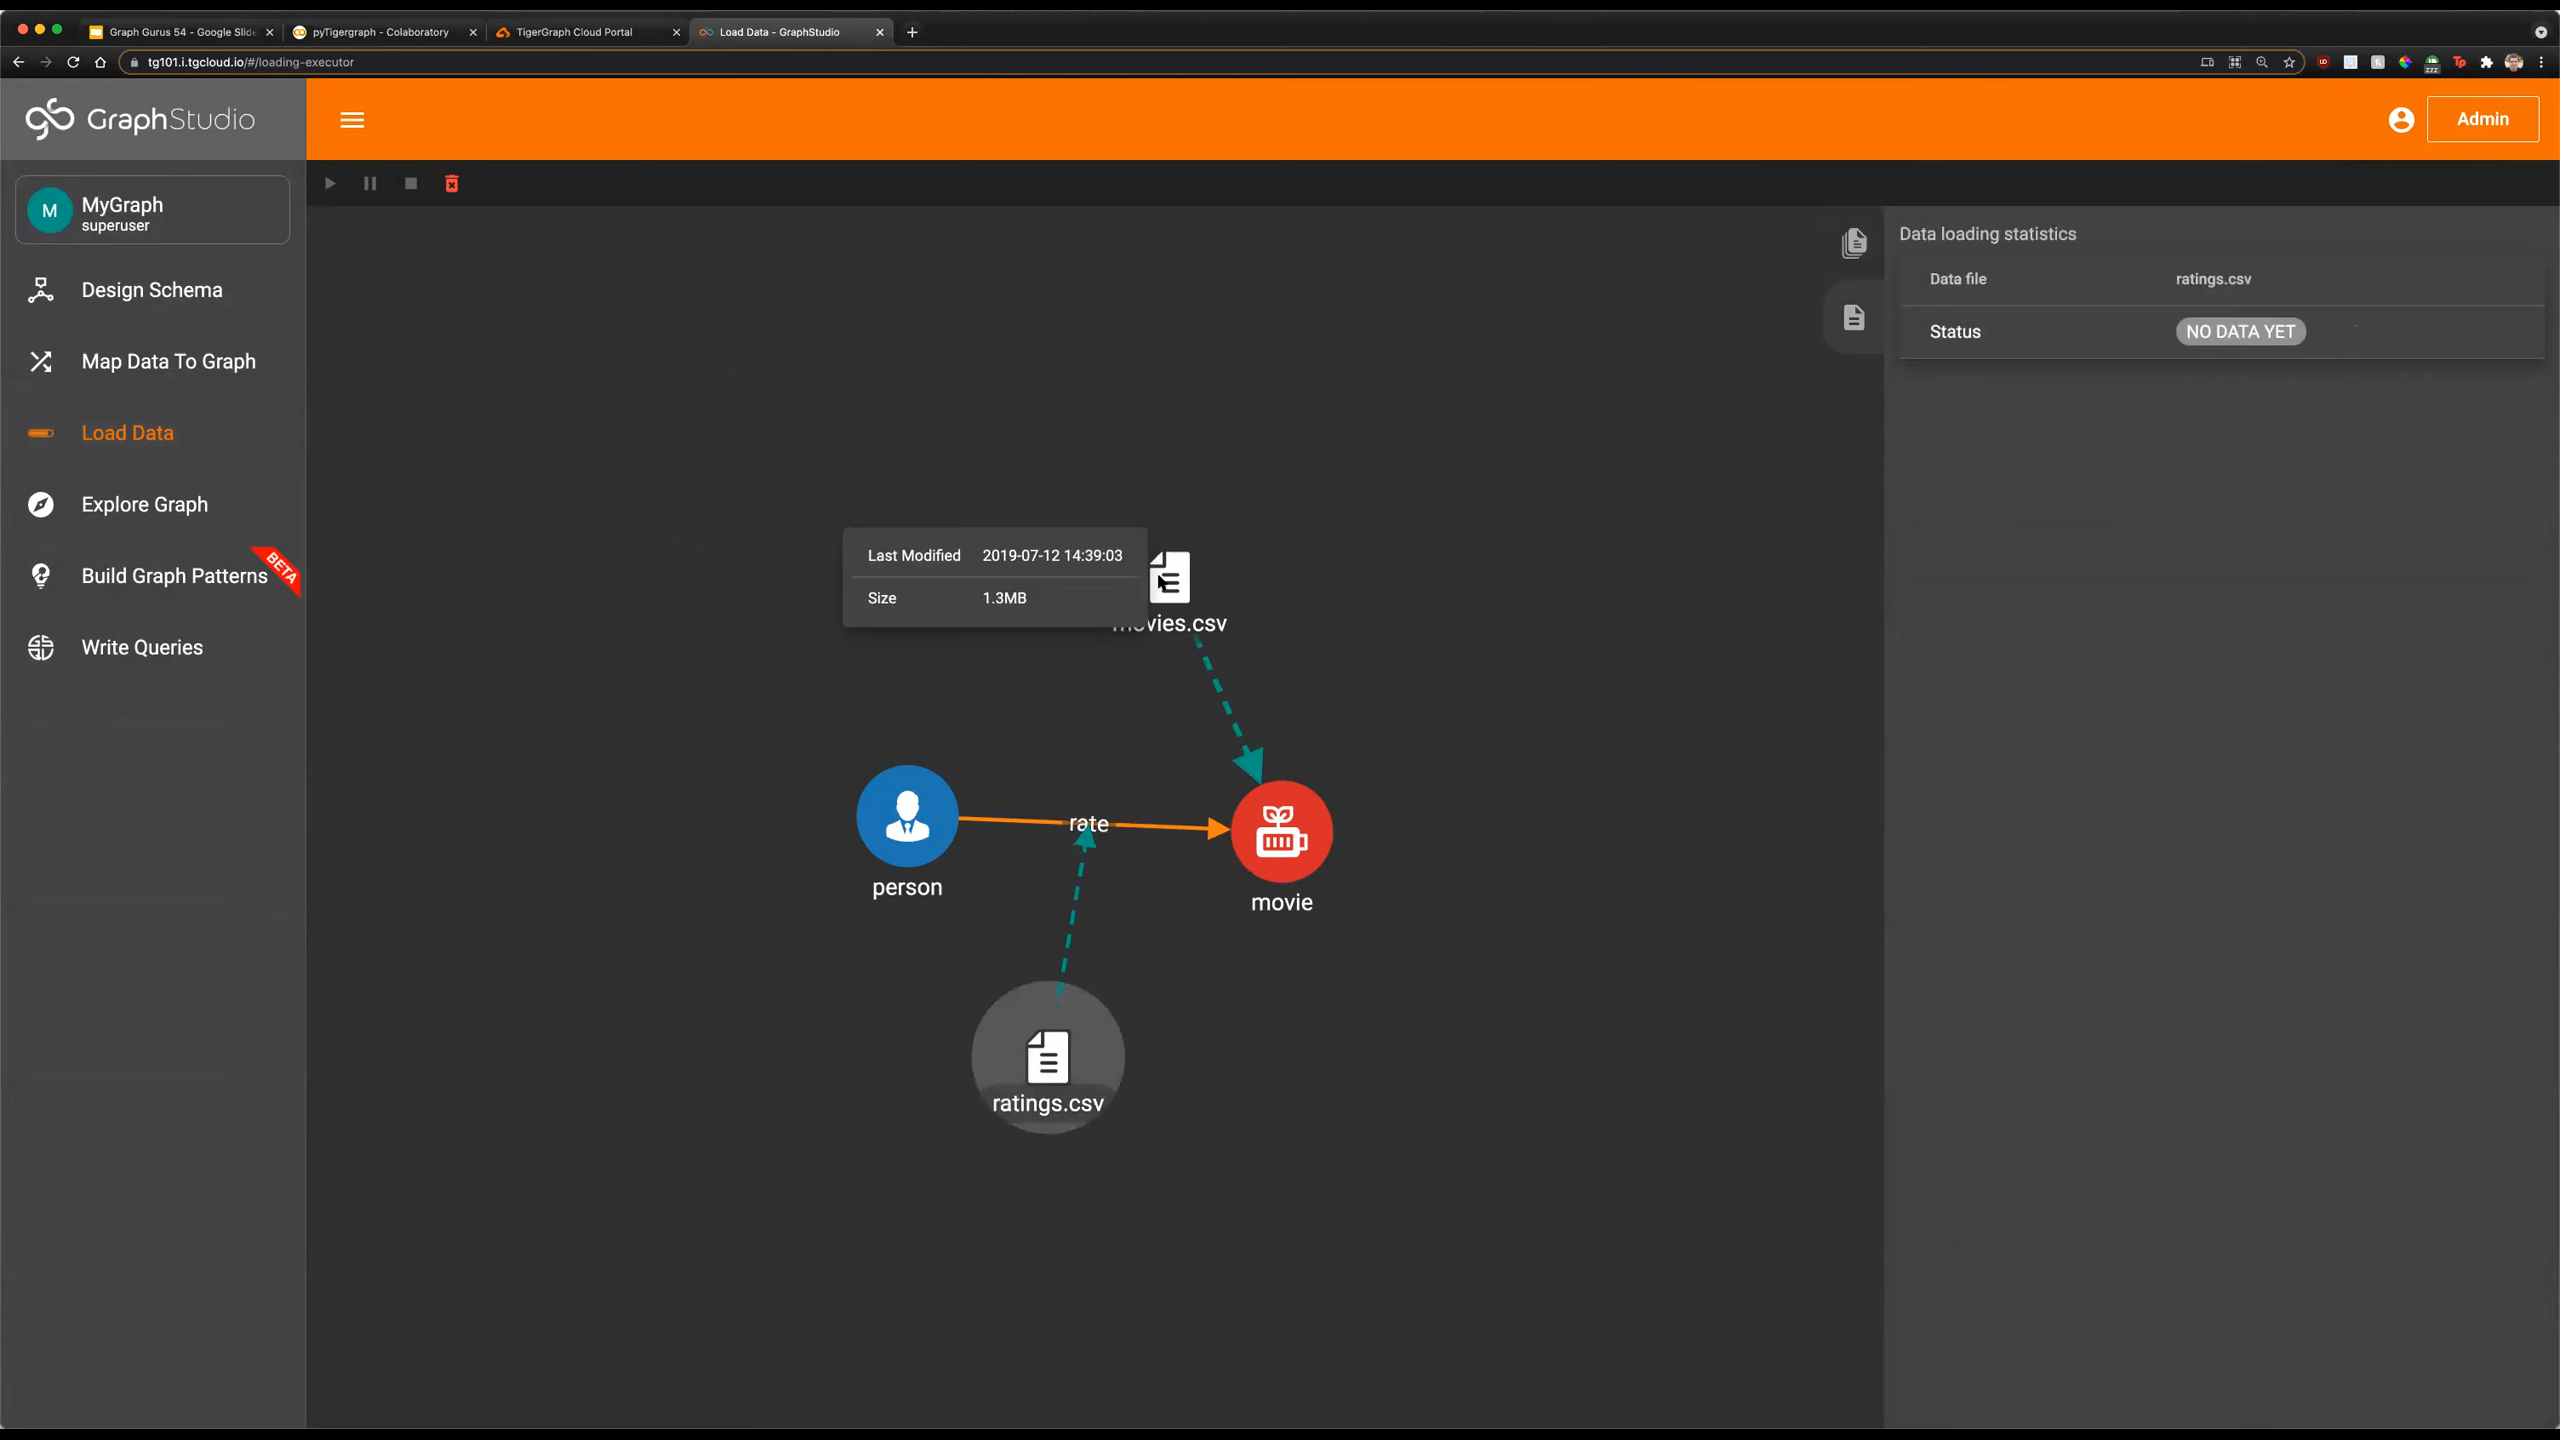 Graph Gurus 54 - Google Slide
pyTigergraph - Colaboratory
TigerGraph Cloud Portal
Load Data - GraphStudio
tg101.i.tgcloud.io/#/loading-executor
GraphStudio
Admin
M
MyGraph
superuser
Design Schema
Map Data To Graph
Load Data
Explore Graph
Build Graph Patterns
BETA
Write Queries
Data loading statistics
Data file ratings.csv
Status NO DATA YET
Last Modified 2019-07-12 14:39:03
Size 1.3MB
movies.csv
rate
person
movie
ratings.csv